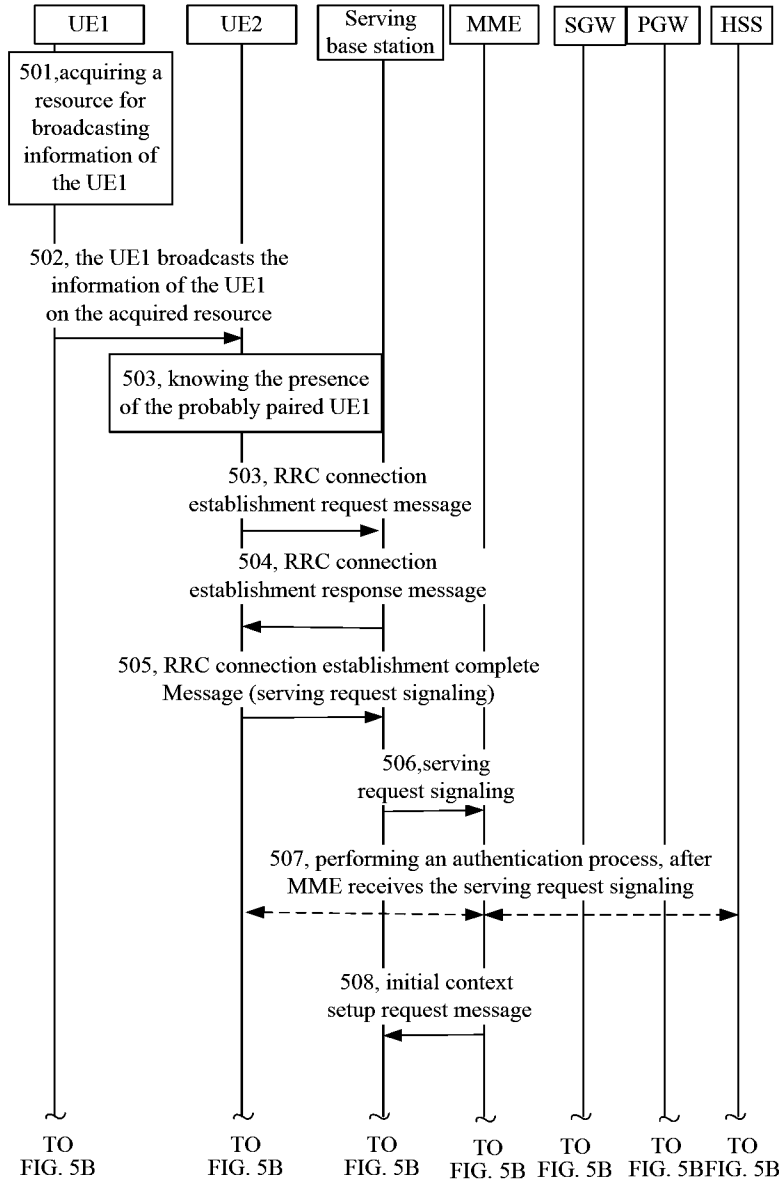 UE1
UE2
Serving
base station
MME
SGW
PGW
HSS
501,acquiring a
resource for
broadcasting
information of
the UE1
502, the UE1 broadcasts the
information of the UE1
on the acquired resource
503, knowing the presence
of the probably paired UE1
503, RRC connection
establishment request message
504, RRC connection
establishment response message
505, RRC connection establishment complete
Message (serving request signaling)
506,serving
request signaling
507, performing an authentication process, after
MME receives the serving request signaling
508, initial context
setup request message
TO
FIG. 5B
TO
FIG. 5B
TO
FIG. 5B
TO
FIG. 5B
TO
FIG. 5B
TO
FIG. 5B
TO
FIG. 5B